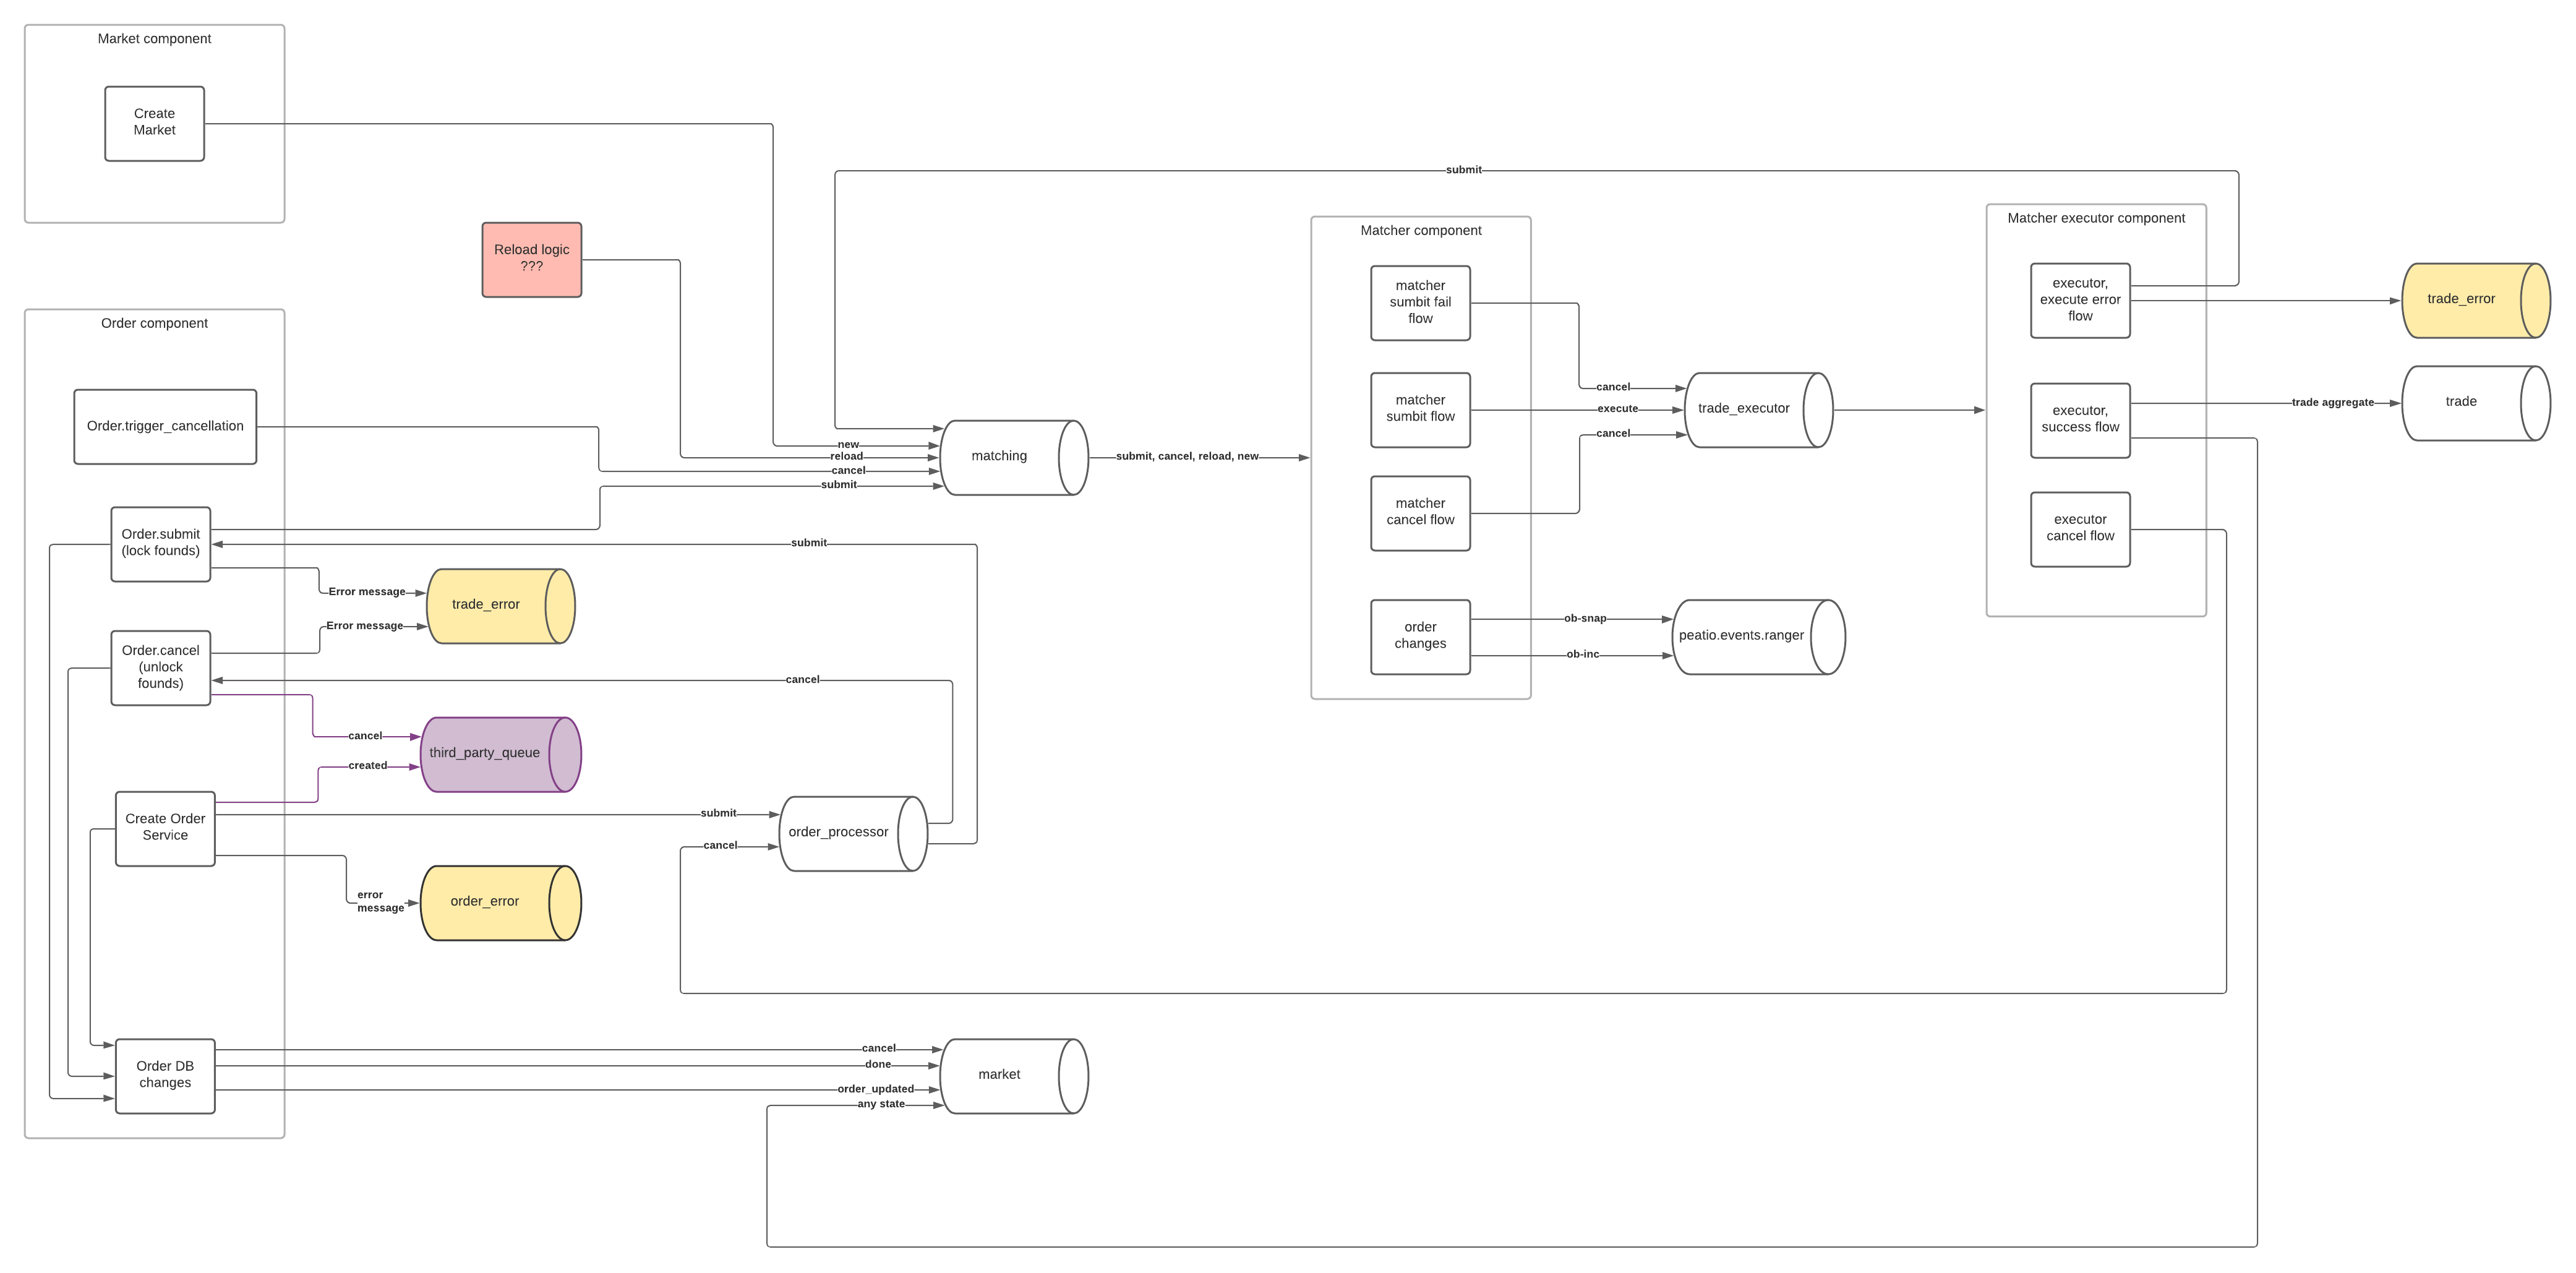 Market component
Create
Market
submit
Matcher executor component
Matcher component
Reload logic
???
executor,
execute error
flow
trade_error
matcher
sumbit fail
flow
Order component
cancel
matcher
sumbit flow
execute
trade_executor
executor,
success flow
trade aggregate
trade
Order.trigger_cancellation
cancel
new
reload
cancel
submit
matching
submit, cancel, reload, new
matcher
cancel flow
executor
cancel flow
Order.submit
(lock founds)
submit
Error message
trade_error
Error message
order
changes
ob-snap
ob-inc
peatio.events.ranger
Order.cancel
(unlock
founds)
cancel
cancel
third_party_queue
created
Create Order
Service
submit
order_processor
cancel
error
message
order_error
Order DB
changes
cancel
done
order_updated
any state
market